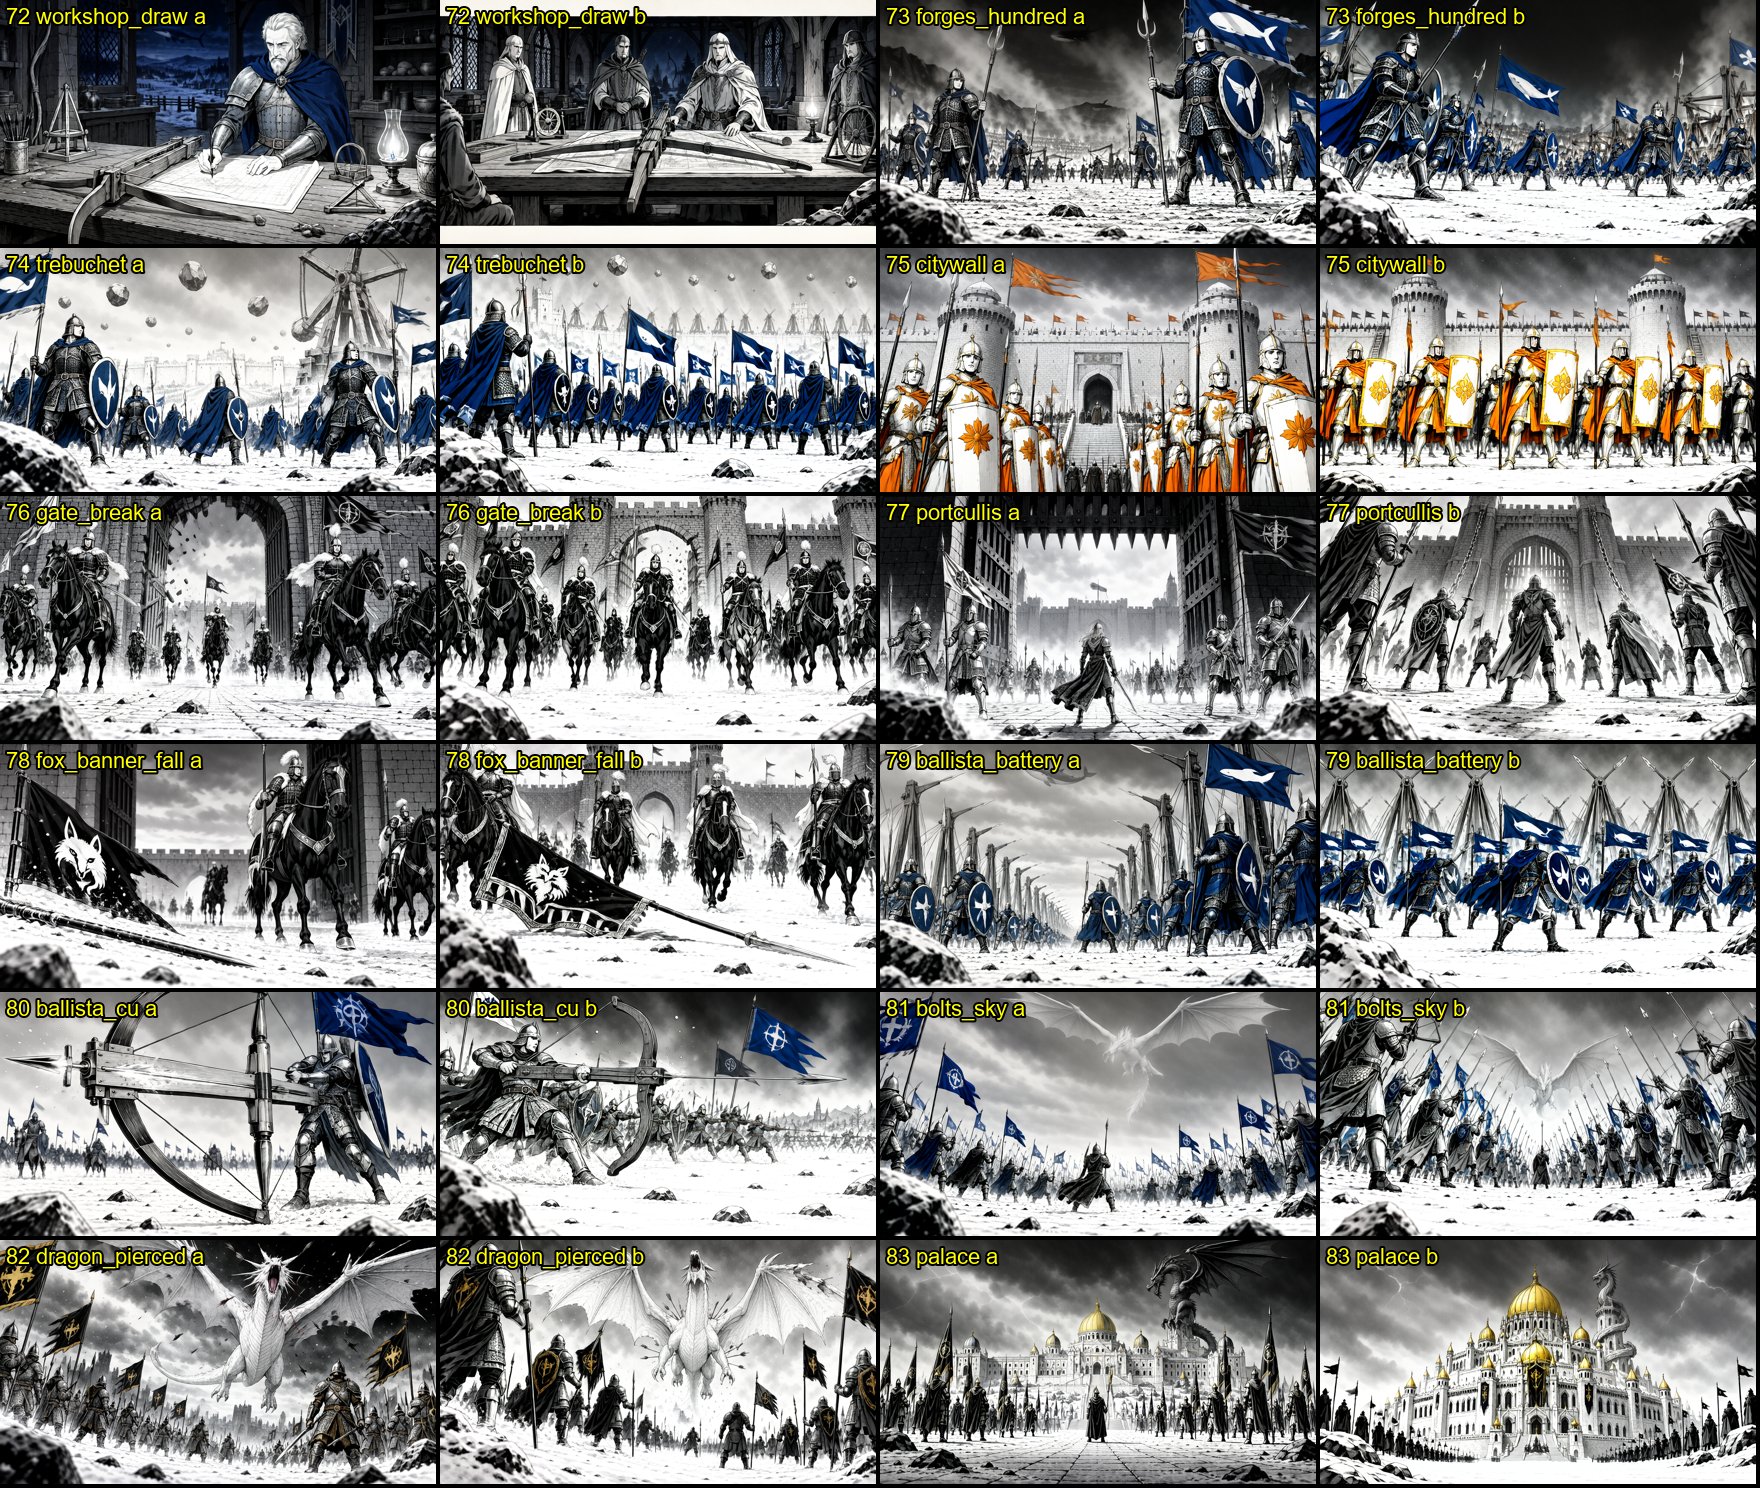 72 workshop_draw a
72 workshop_draw b
73 forges_hundred a
73 forges_hundred b
74 trebuchet a
74 trebuchet b
75 citywall a
75 citywall b
76 gate_break a
76 gate_break b
77 portcullis a
77 portcullis b
78 fox_banner_fall a
78 fox_banner_fall b
79 ballista_battery a
79 ballista_battery b
80 ballista_cu a
80 ballista_cu b
81 bolts_sky a
81 bolts_sky b
82 dragon_pierced a
82 dragon_pierced b
83 palace a
83 palace b